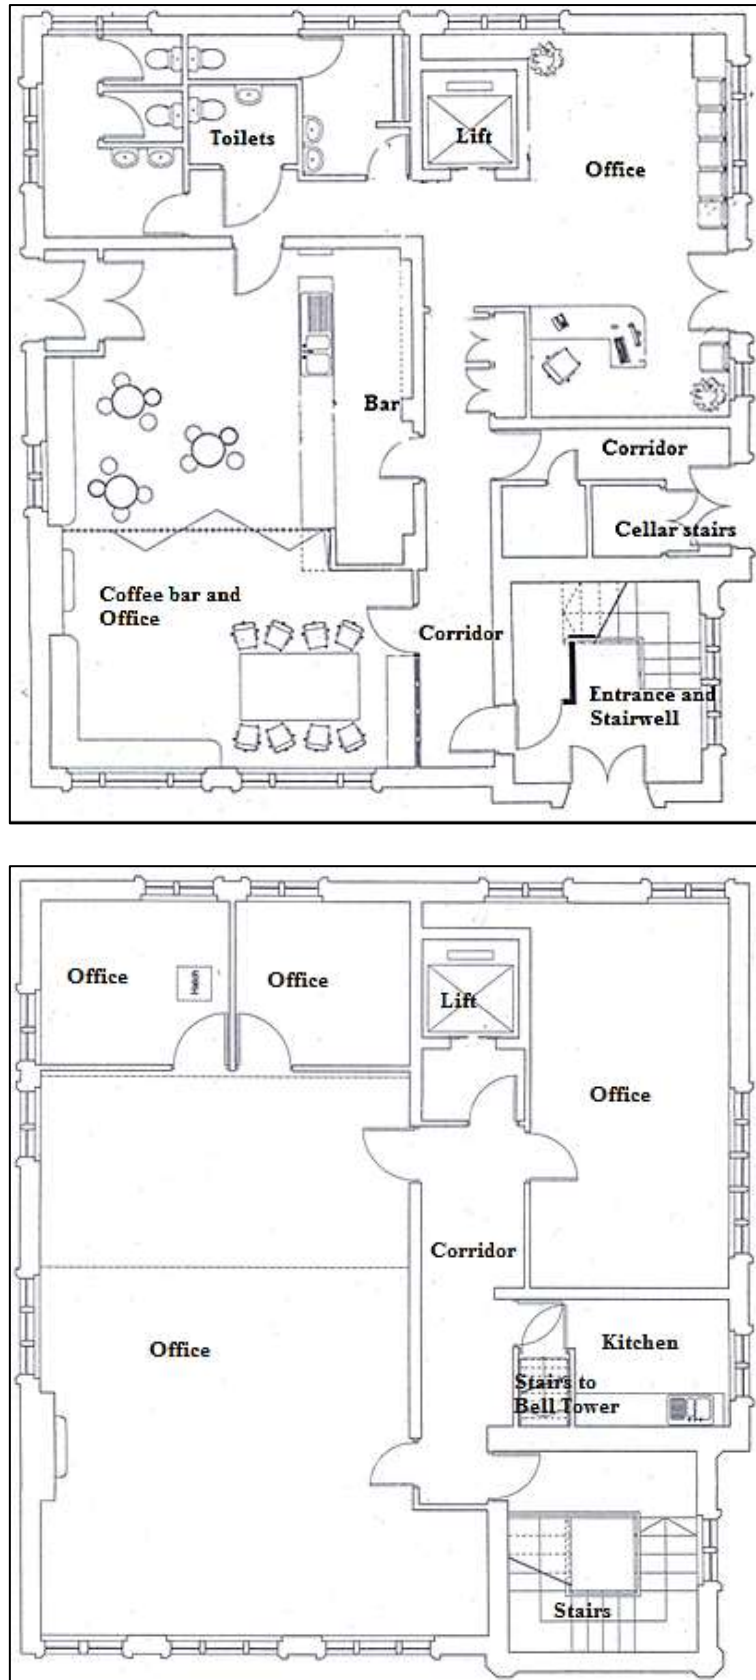 Toilets
Lift
Office
Bar
Corridor
Cellar stairs
Coffee bar and
Office
Corridor
Entrance and
Stairwell
Office
Hatch
Office
Lift
Office
Corridor
Office
Kitchen
Stairs to
Bell Tower
Stairs